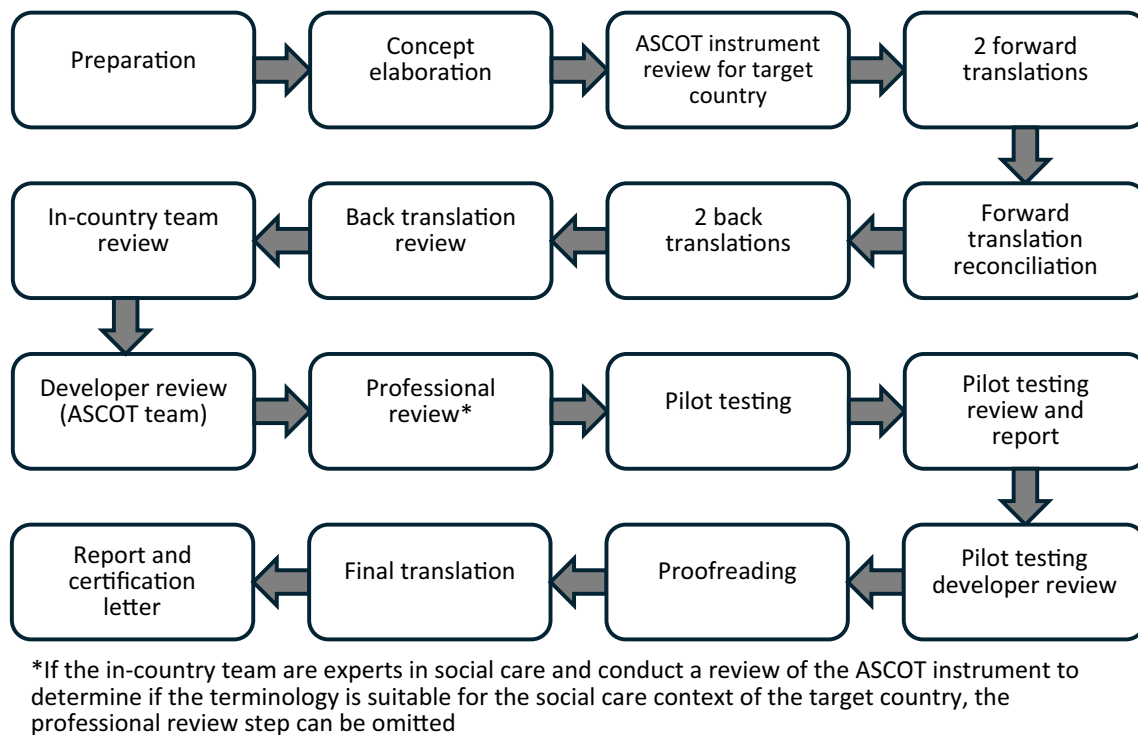 Preparation
Concept
elaboration
ASCOT instrument
review for target
country
2 forward
translations
In-country team
review
Back translation
review
2 back
translations
Forward
translation
reconciliation
Developer review
(ASCOT team)
Professional
review*
Pilot testing
Pilot testing
review and
report
Report and
certification
letter
Final translation
Proofreading
Pilot testing
developer review
*If the in-country team are experts in social care and conduct a review of the ASCOT instrument to
determine if the terminology is suitable for the social care context of the target country, the
professional review step can be omitted